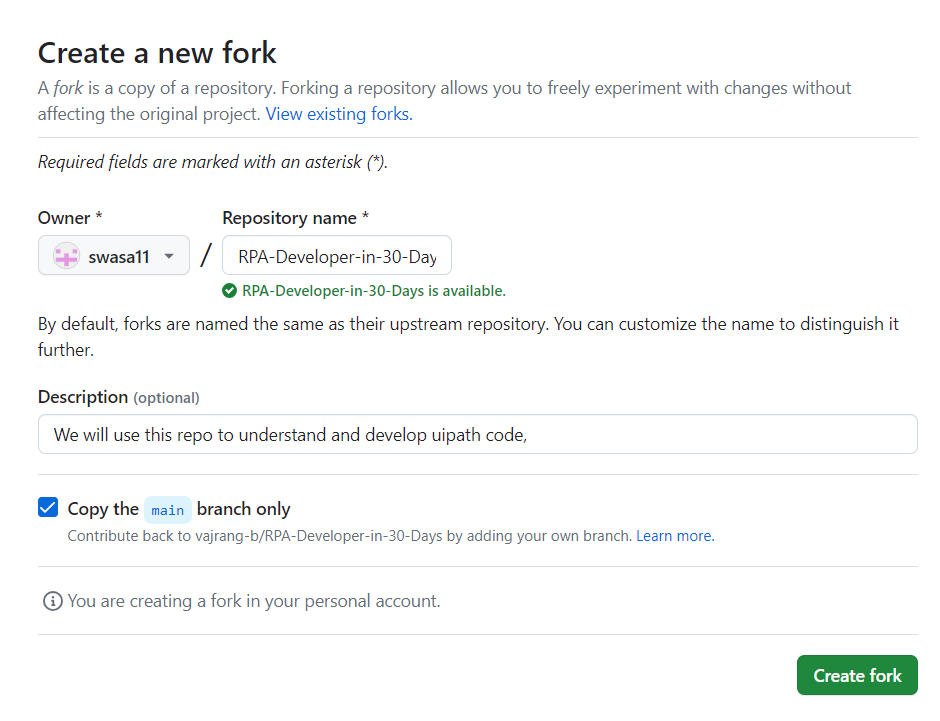 Create a new fork
A fork is a copy of a repository. Forking a repository allows you to freely experiment with changes without
affecting the original project. View existing forks.
Required fields are marked with an asterisk (*).
Owner *
Repository name *
swasa11
/
RPA-Developer-in-30-Day
RPA-Developer-in-30-Days is available.
By default, forks are named the same as their upstream repository. You can customize the name to distinguish it
further.
Description (optional)
We will use this repo to understand and develop uipath code,
Copy the main branch only
Contribute back to vajrang-b/RPA-Developer-in-30-Days by adding your own branch. Learn more.
You are creating a fork in your personal account.
Create fork